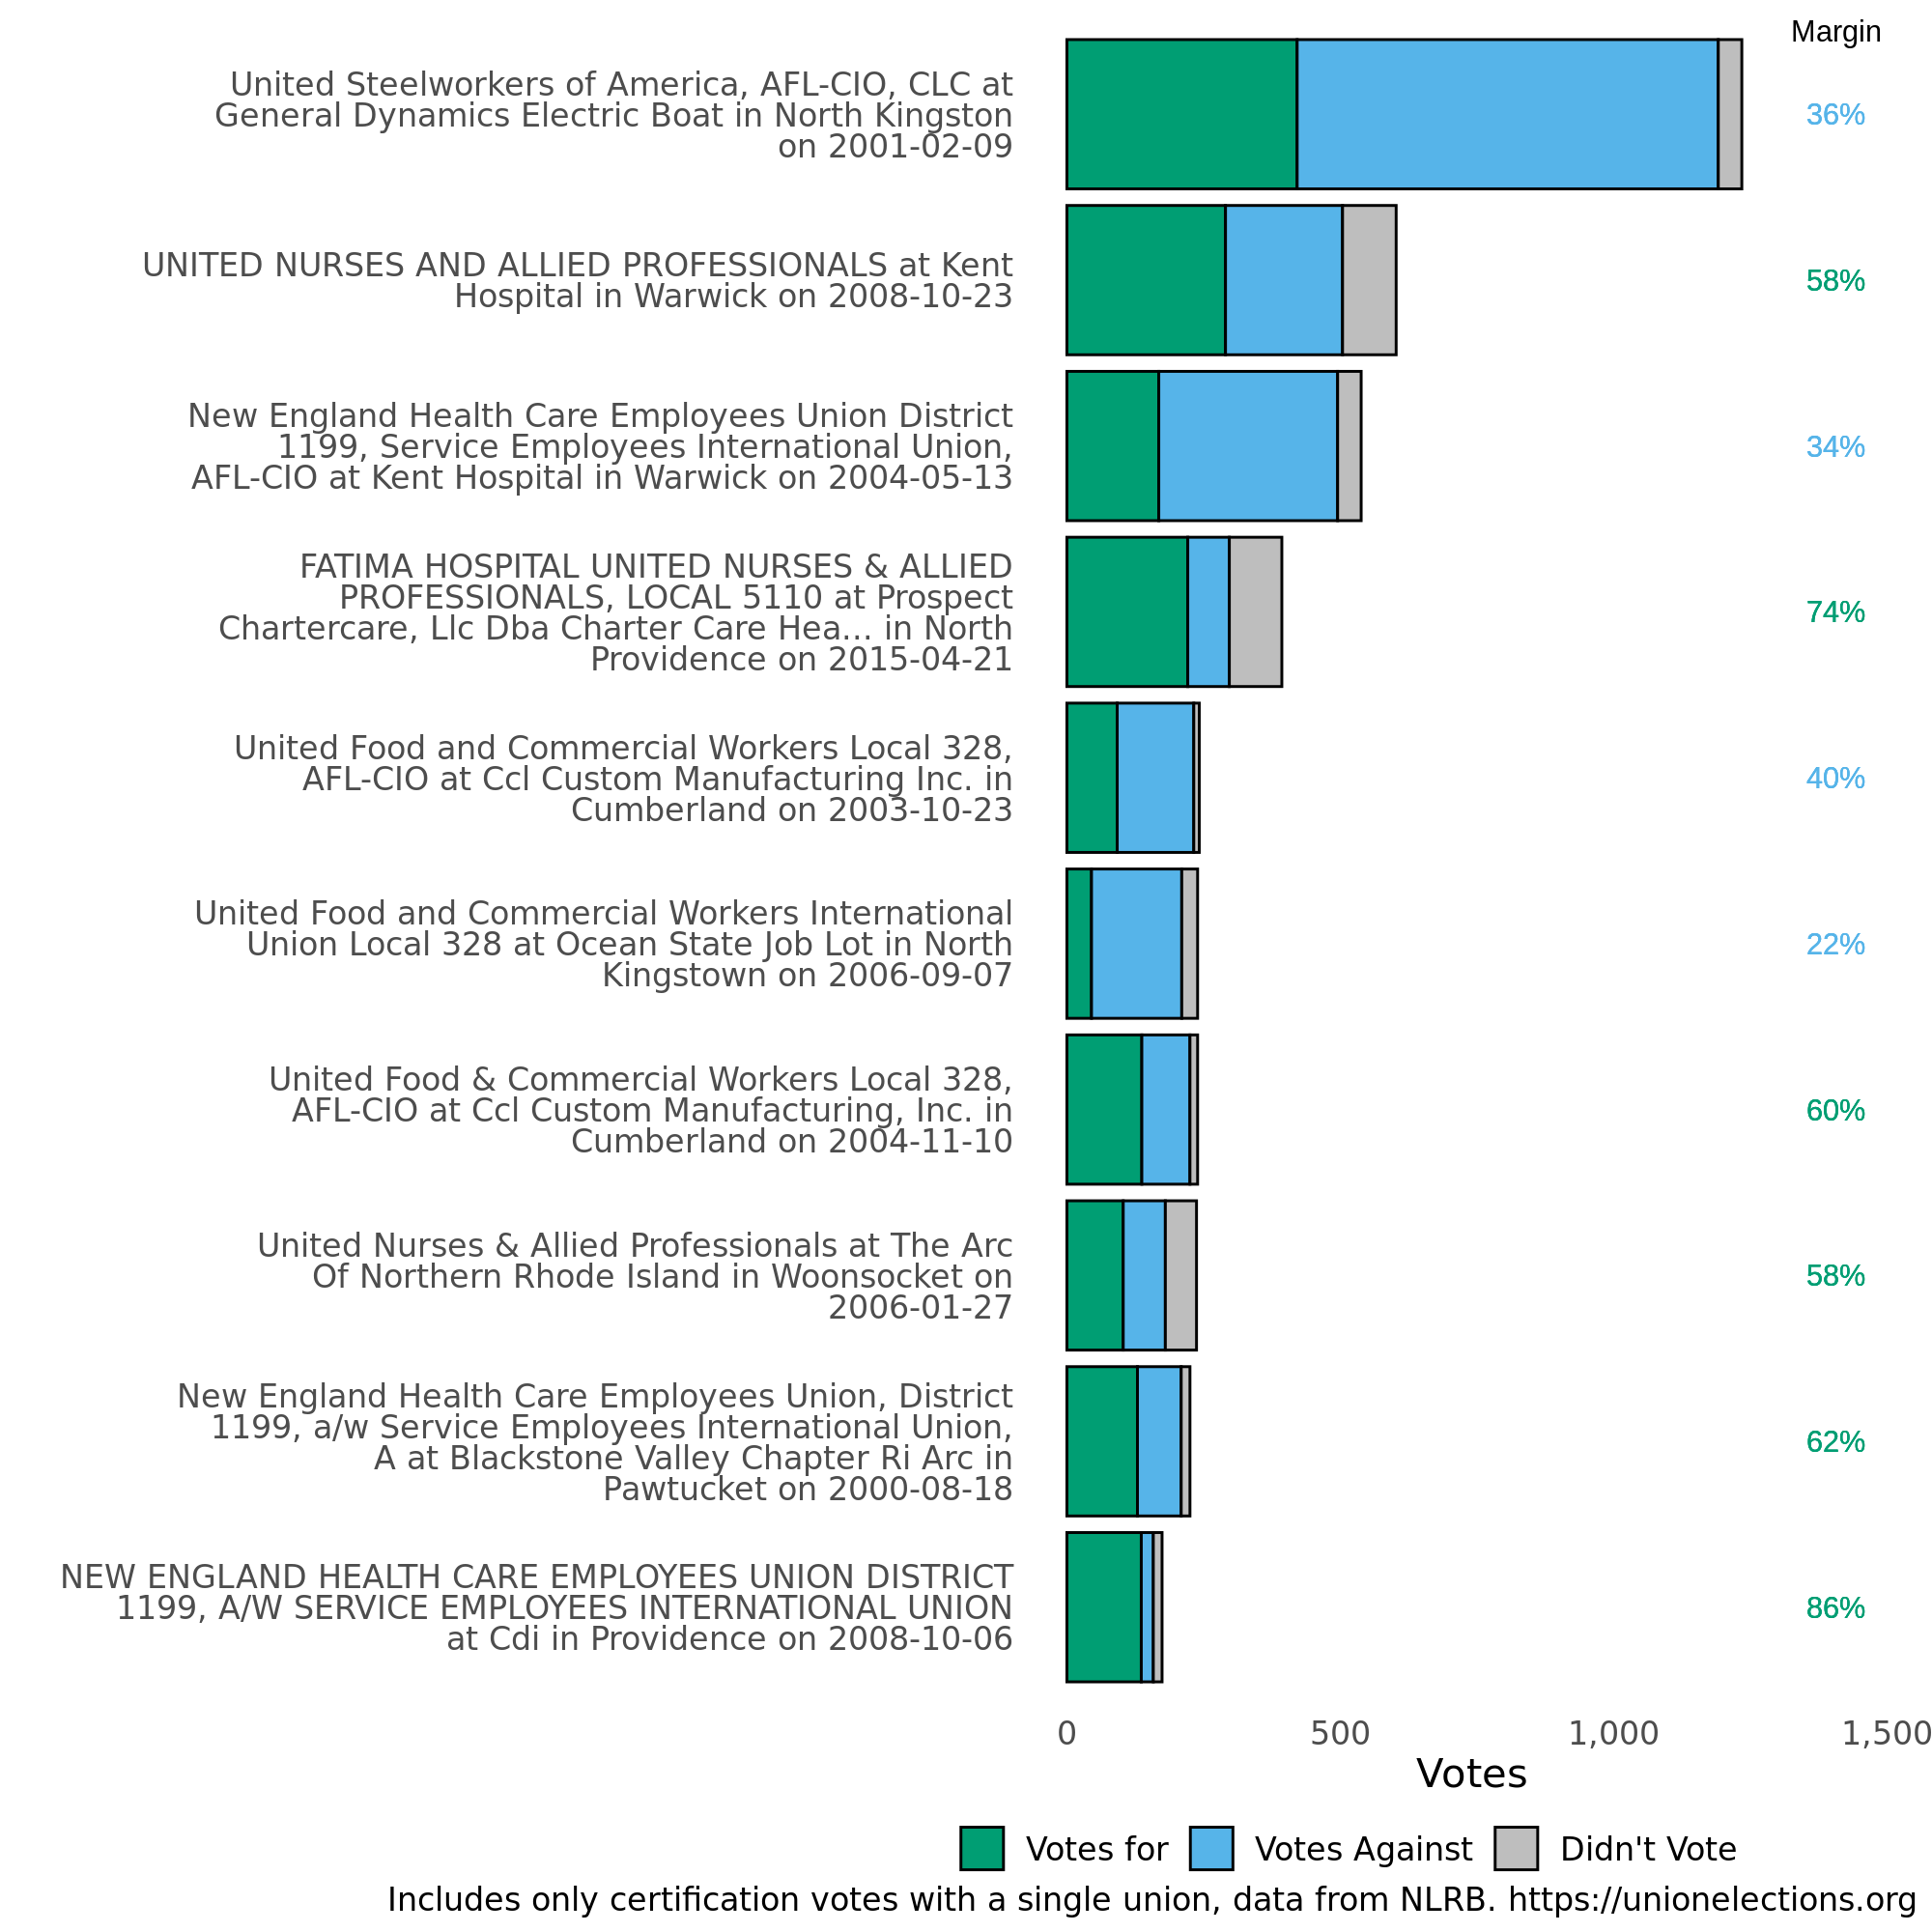 Margin
United Steelworkers of America, AFL-CIO, CLC at
General Dynamics Electric Boat in North Kingston
on 2001-02-09
36%
UNITED NURSES AND ALLIED PROFESSIONALS at Kent
Hospital in Warwick on 2008-10-23
58%
New England Health Care Employees Union District
1199, Service Employees International Union,
AFL-CIO at Kent Hospital in Warwick on 2004-05-13
34%
FATIMA HOSPITAL UNITED NURSES & ALLIED
PROFESSIONALS, LOCAL 5110 at Prospect
Chartercare, Llc Dba Charter Care Hea... in North
Providence on 2015-04-21
74%
United Food and Commercial Workers Local 328,
AFL-CIO at Ccl Custom Manufacturing Inc. in
Cumberland on 2003-10-23
40%
United Food and Commercial Workers International
Union Local 328 at Ocean State Job Lot in North
Kingstown on 2006-09-07
22%
United Food & Commercial Workers Local 328,
AFL-CIO at Ccl Custom Manufacturing, Inc. in
Cumberland on 2004-11-10
60%
United Nurses & Allied Professionals at The Arc
Of Northern Rhode Island in Woonsocket on
2006-01-27
58%
New England Health Care Employees Union, District
1199, a/w Service Employees International Union,
A at Blackstone Valley Chapter Ri Arc in
Pawtucket on 2000-08-18
62%
NEW ENGLAND HEALTH CARE EMPLOYEES UNION DISTRICT
1199, A/W SERVICE EMPLOYEES INTERNATIONAL UNION
at Cdi in Providence on 2008-10-06
86%
0 500 1,000 1,500
Votes
Votes for Votes Against Didn't Vote
Includes only certification votes with a single union, data from NLRB. https://unionelections.org